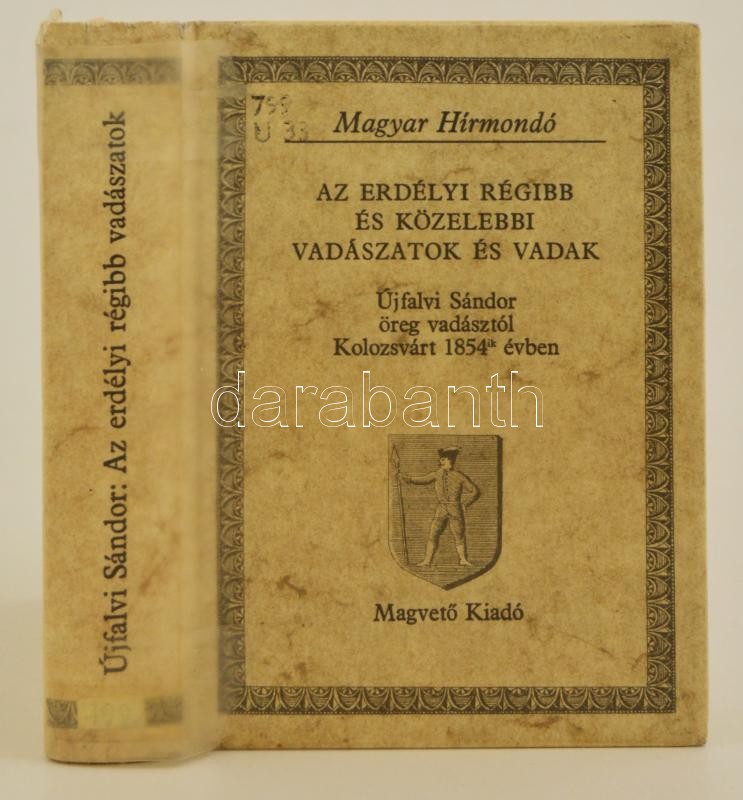 Újfalvi Sándor: Az erdélyi régibb vadászatok
U 33
Magyar Hírmondó
AZ ERDÉLYI RÉGIBB
ÉS KÖZELEBBI
VADÁSZATOK ÉS VADAK
Újfalvi Sándor
öreg vadásztól
Kolozsvárt 1854ik évben
darabanth
Magvető Kiadó